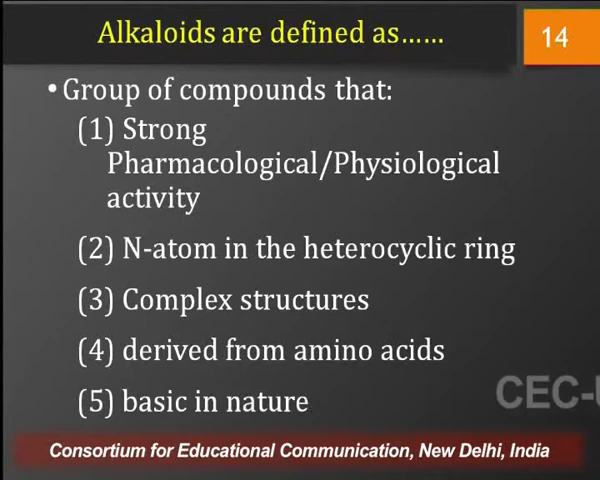 Alkaloids are defined as……
14
•Group of compounds that:
(1) Strong
Pharmacological/Physiological
activity
(2) N-atom in the heterocyclic ring
(3) Complex structures
(4) derived from amino acids
(5) basic in nature
CEC-U
Consortium for Educational Communication, New Delhi, India